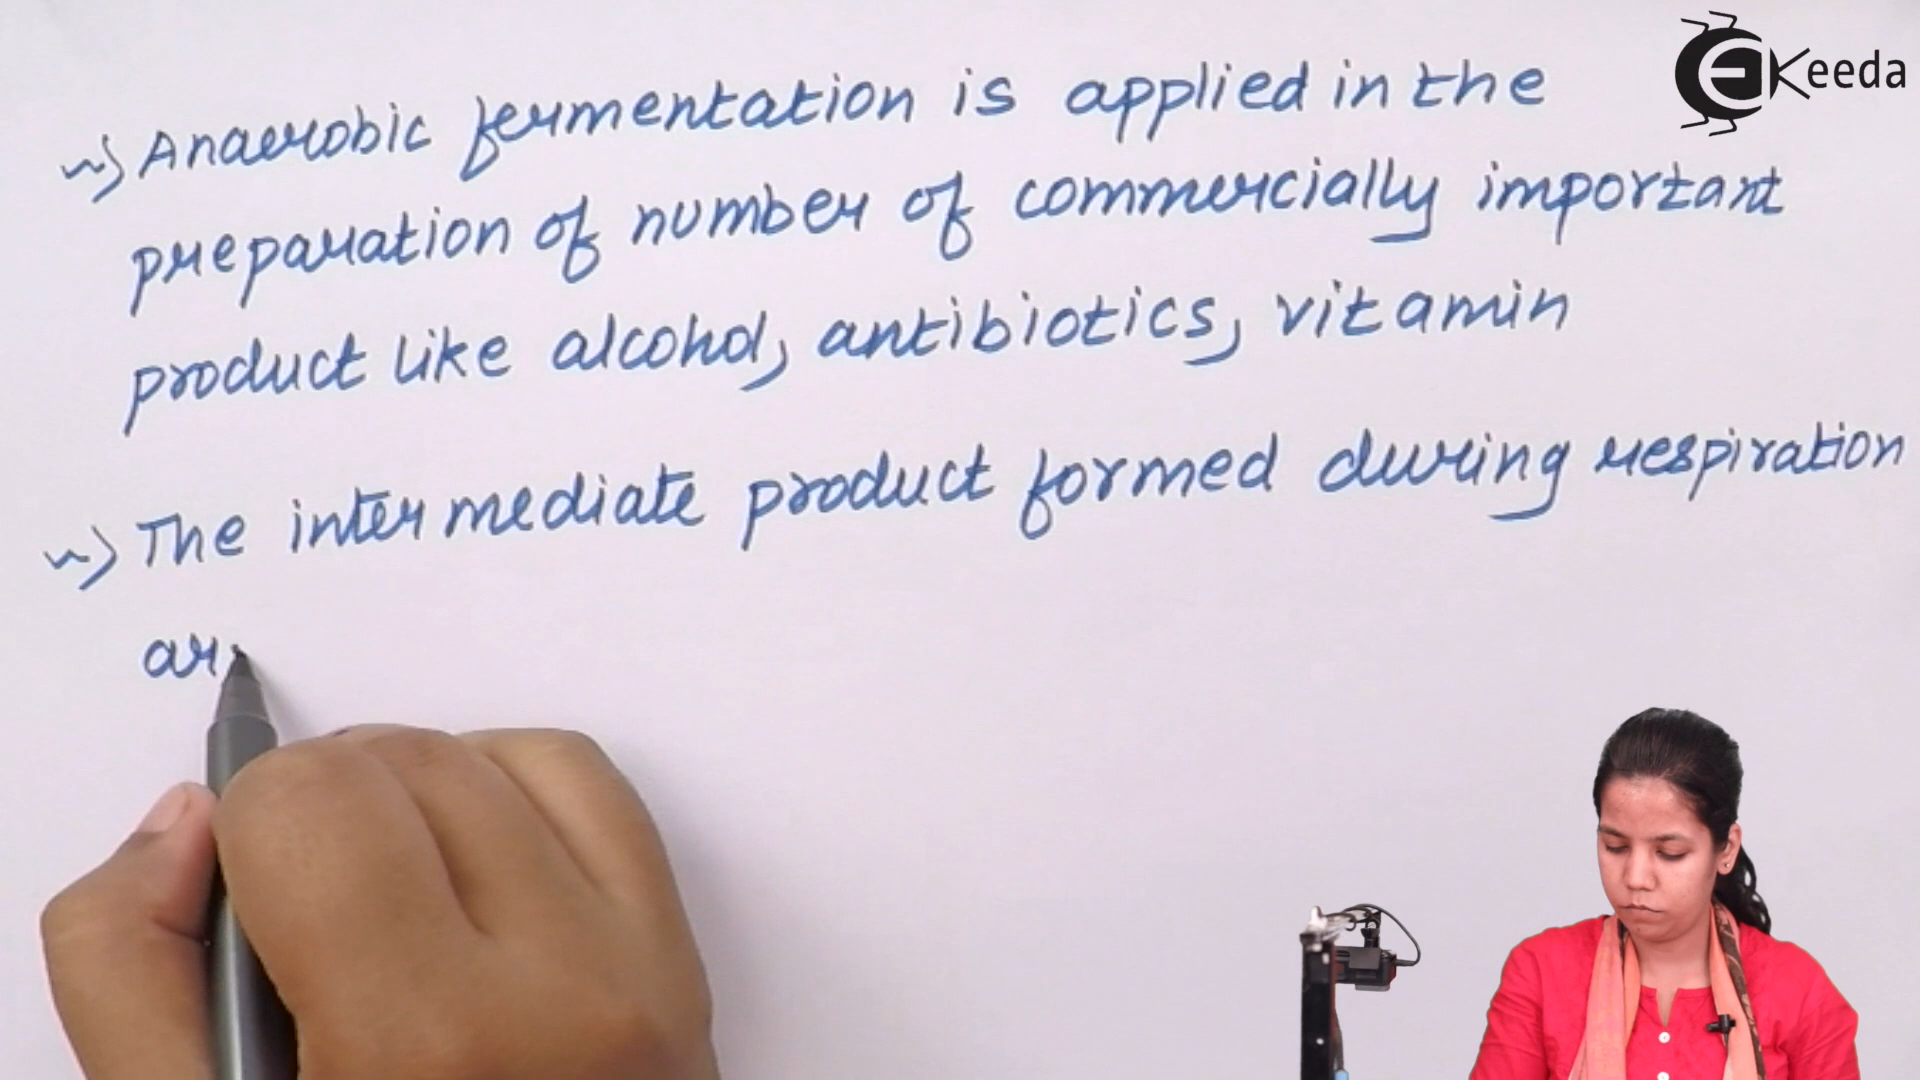 EKeeda
Anaerobic fermentation is applied in the
preparation of number of commercially important
product like alcohol, antibiotics, vitamin
The intermediate product formed during respiration
ar